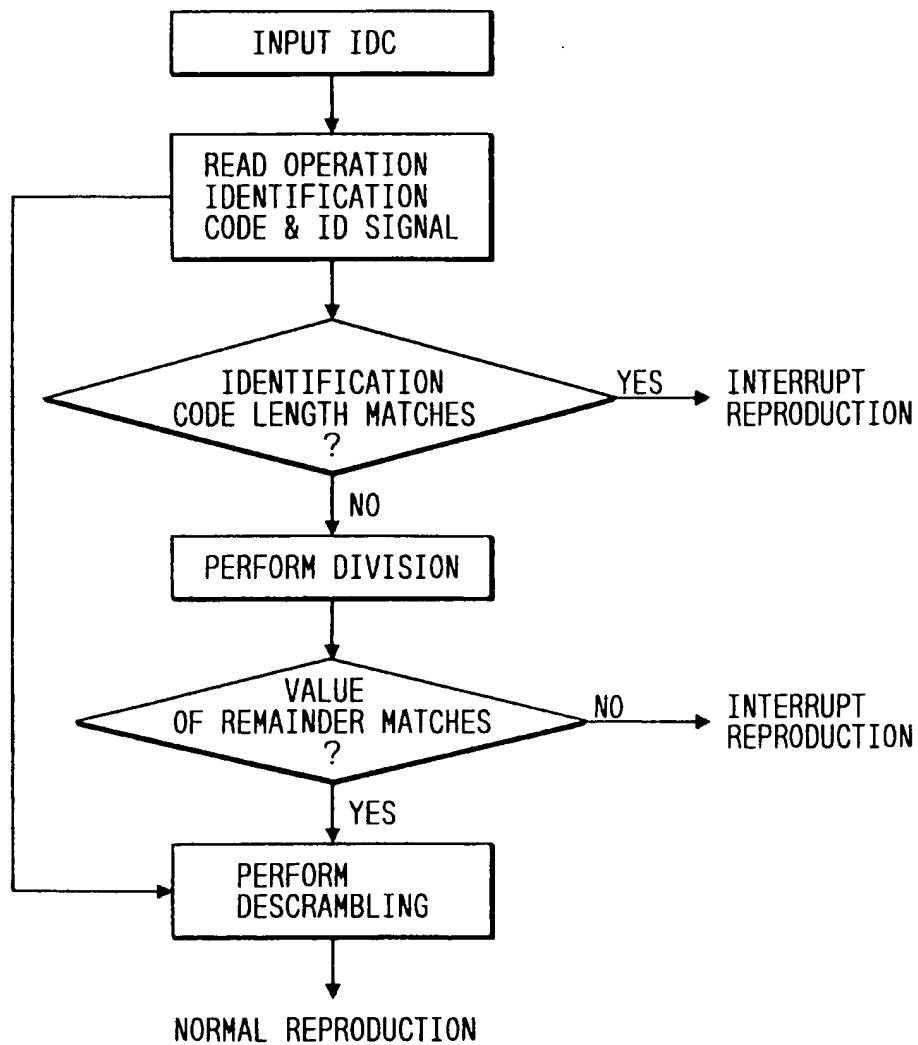 INPUT IDC
READ OPERATION
IDENTIFICATION
CODE & ID SIGNAL
IDENTIFICATION
CODE LENGTH MATCHES
?
YES
INTERRUPT
REPRODUCTION
NO
PERFORM DIVISION
VALUE
OF REMAINDER MATCHES
?
NO
INTERRUPT
REPRODUCTION
YES
PERFORM
DESCRAMBLING
NORMAL REPRODUCTION